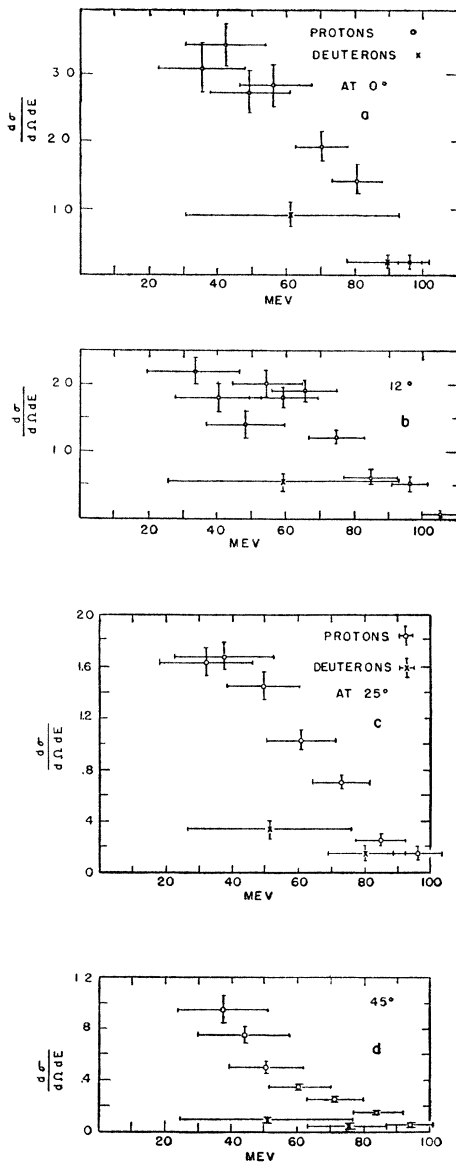 PROTONS
DEUTERONS
AT 0°
a
3.0
2.0
1.0
dσ
dΩdE
20 40 60 80 100
MEV
12°
b
2.0
1.0
dσ
dΩdE
20 40 60 80 100
MEV
PROTONS
DEUTERONS
AT 25°
c
2.0
1.6
1.2
.8
.4
0
dσ
dΩdE
20 40 60 80 100
MEV
45°
d
1.2
.8
.4
0
dσ
dΩdE
20 40 60 80 100
MEV